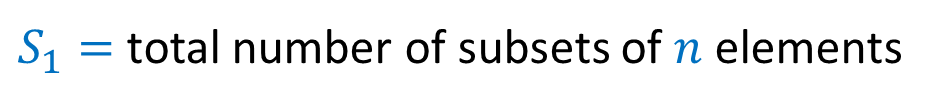 S₁ = total number of subsets of n elements